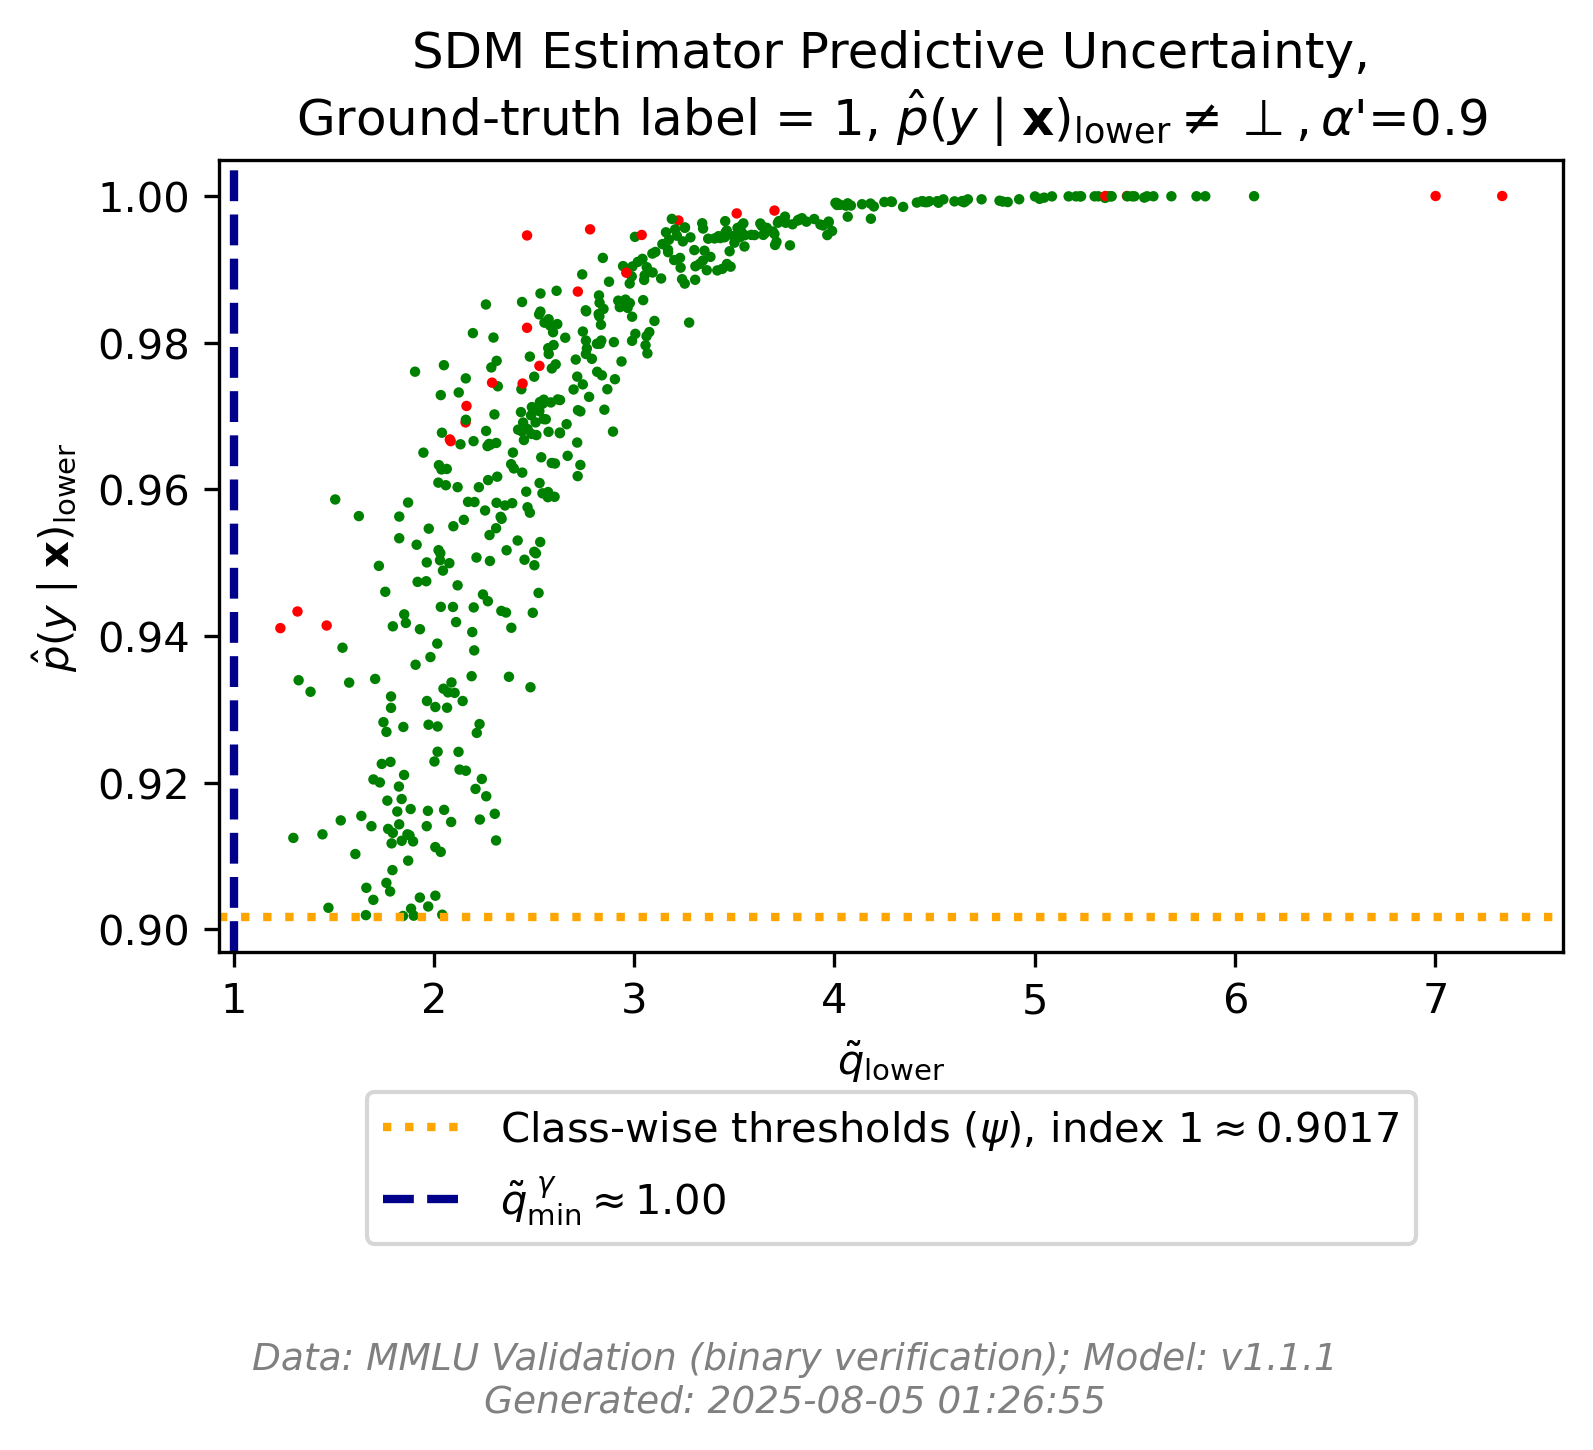 SDM Estimator Predictive Uncertainty,
Ground-truth label = 1, p̂(y | 𝐱)lower ≠ ⊥, α'=0.9
1.00
0.98
0.96
0.94
0.92
0.90
p̂(y | 𝐱)lower
1 2 3 4 5 6 7
q̃lower
Class-wise thresholds (ψ), index 1 ≈ 0.9017
q̃ᵞmin ≈ 1.00
Data: MMLU Validation (binary verification); Model: v1.1.1
Generated: 2025-08-05 01:26:55